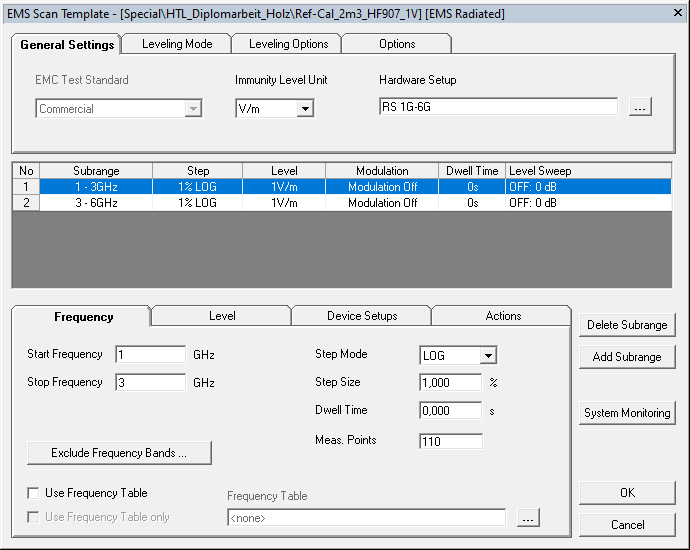 EMS Scan Template - [Special\HTL_Diplomarbeit_Holz\Ref-Cal_2m3_HF907_1V] [EMS Radiated]
General Settings Leveling Mode Leveling Options Options
EMC Test Standard Immunity Level Unit Hardware Setup
Commercial V/m RS 1G-6G ...
No Subrange Step Level Modulation Dwell Time Level Sweep
1 1 - 3GHz 1% LOG 1V/m Modulation Off 0s OFF: 0 dB
2 3 - 6GHz 1% LOG 1V/m Modulation Off 0s OFF: 0 dB
Frequency Level Device Setups Actions
Delete Subrange
Start Frequency 1 GHz Step Mode LOG
Add Subrange
Stop Frequency 3 GHz Step Size 1,000 %
Dwell Time 0,000 s
System Monitoring
Meas. Points 110
Exclude Frequency Bands ...
Use Frequency Table Frequency Table
OK
Use Frequency Table only <none> ...
Cancel